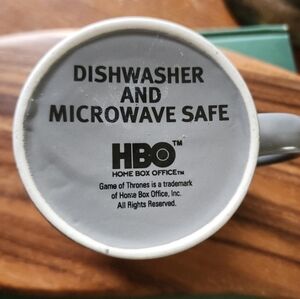 DISHWASHER
AND
MICROWAVE SAFE
HBO™
HOME BOX OFFICE™
Game of Thrones is a trademark
of Home Box Office, Inc.
All Rights Reserved.